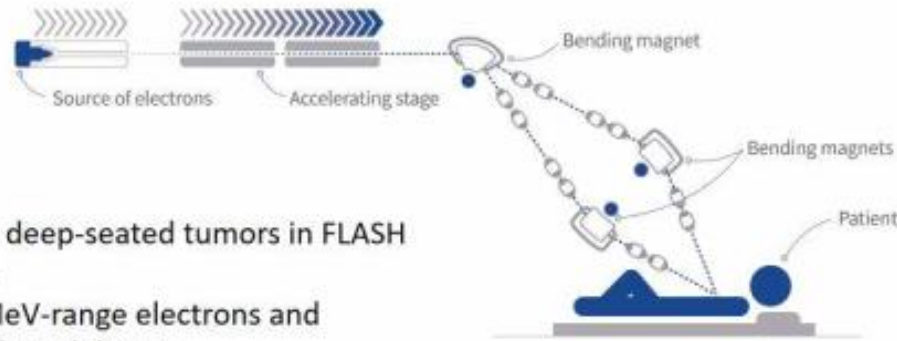 Bending magnet
Source of electrons
Accelerating stage
Bending magnets
Patient
deep-seated tumors in FLASH
eV-range electrons and